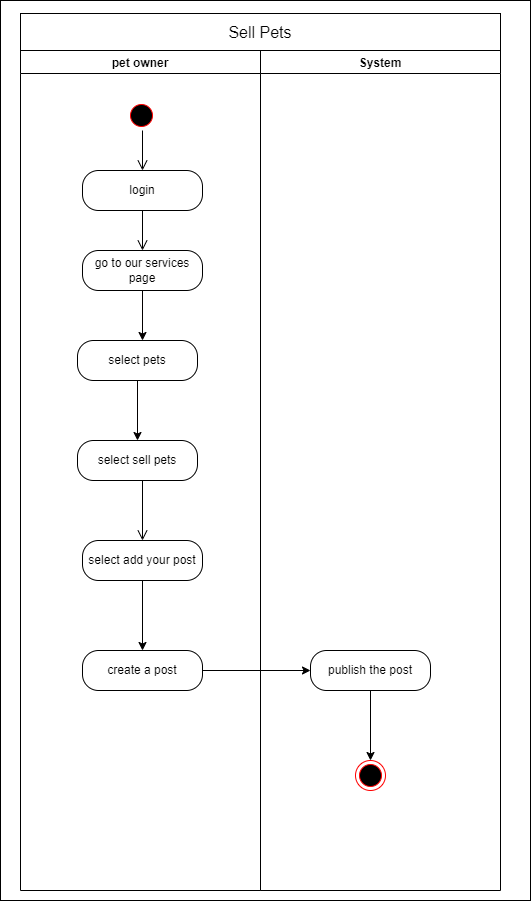 Sell Pets
pet owner
System
login
go to our services
page
select pets
select sell pets
select add your post
create a post
publish the post